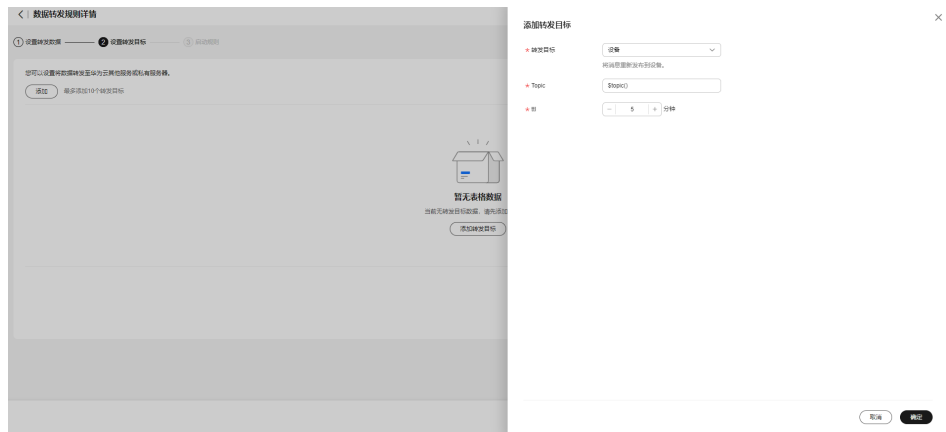 数据转发规则详情
1 设置转发数据 2 设置转发目标 3 启动规则
您可以设置将数据转发至华为云其他服务或私有服务器。
添加 最多添加10个转发目标
暂无表格数据
当前无转发目标数据，请先添加
添加转发目标
添加转发目标
* 转发目标 设备
将消息重新发布到设备。
* Topic $topic()
* ttl - 5 + 分钟
取消 确定